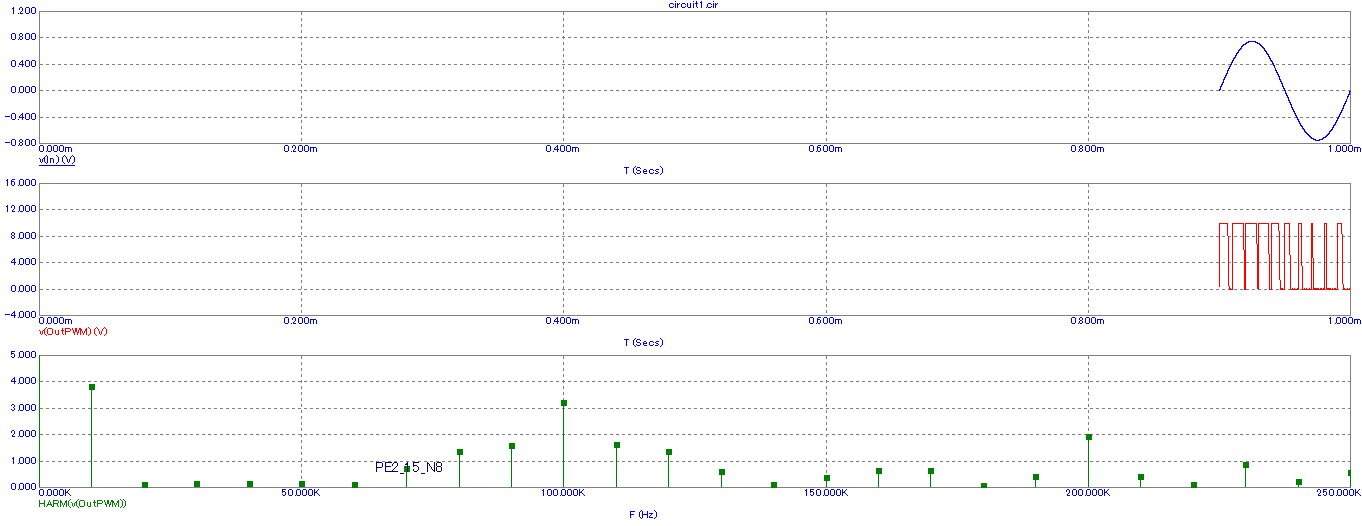 circuit1.cir
1.200
0.800
0.400
0.000
-0.400
-0.800
0.000m 0.200m 0.400m 0.600m 0.800m 1.000m
v(In) (V)
T (Secs)
16.000
12.000
8.000
4.000
0.000
-4.000
0.000m 0.200m 0.400m 0.600m 0.800m 1.000m
v(OutPWM) (V)
T (Secs)
5.000
4.000
3.000
2.000
1.000
PE2_15_N8
0.000
0.000K 50.000K 100.000K 150.000K 200.000K 250.000K
HARM(v(OutPWM))
F (Hz)